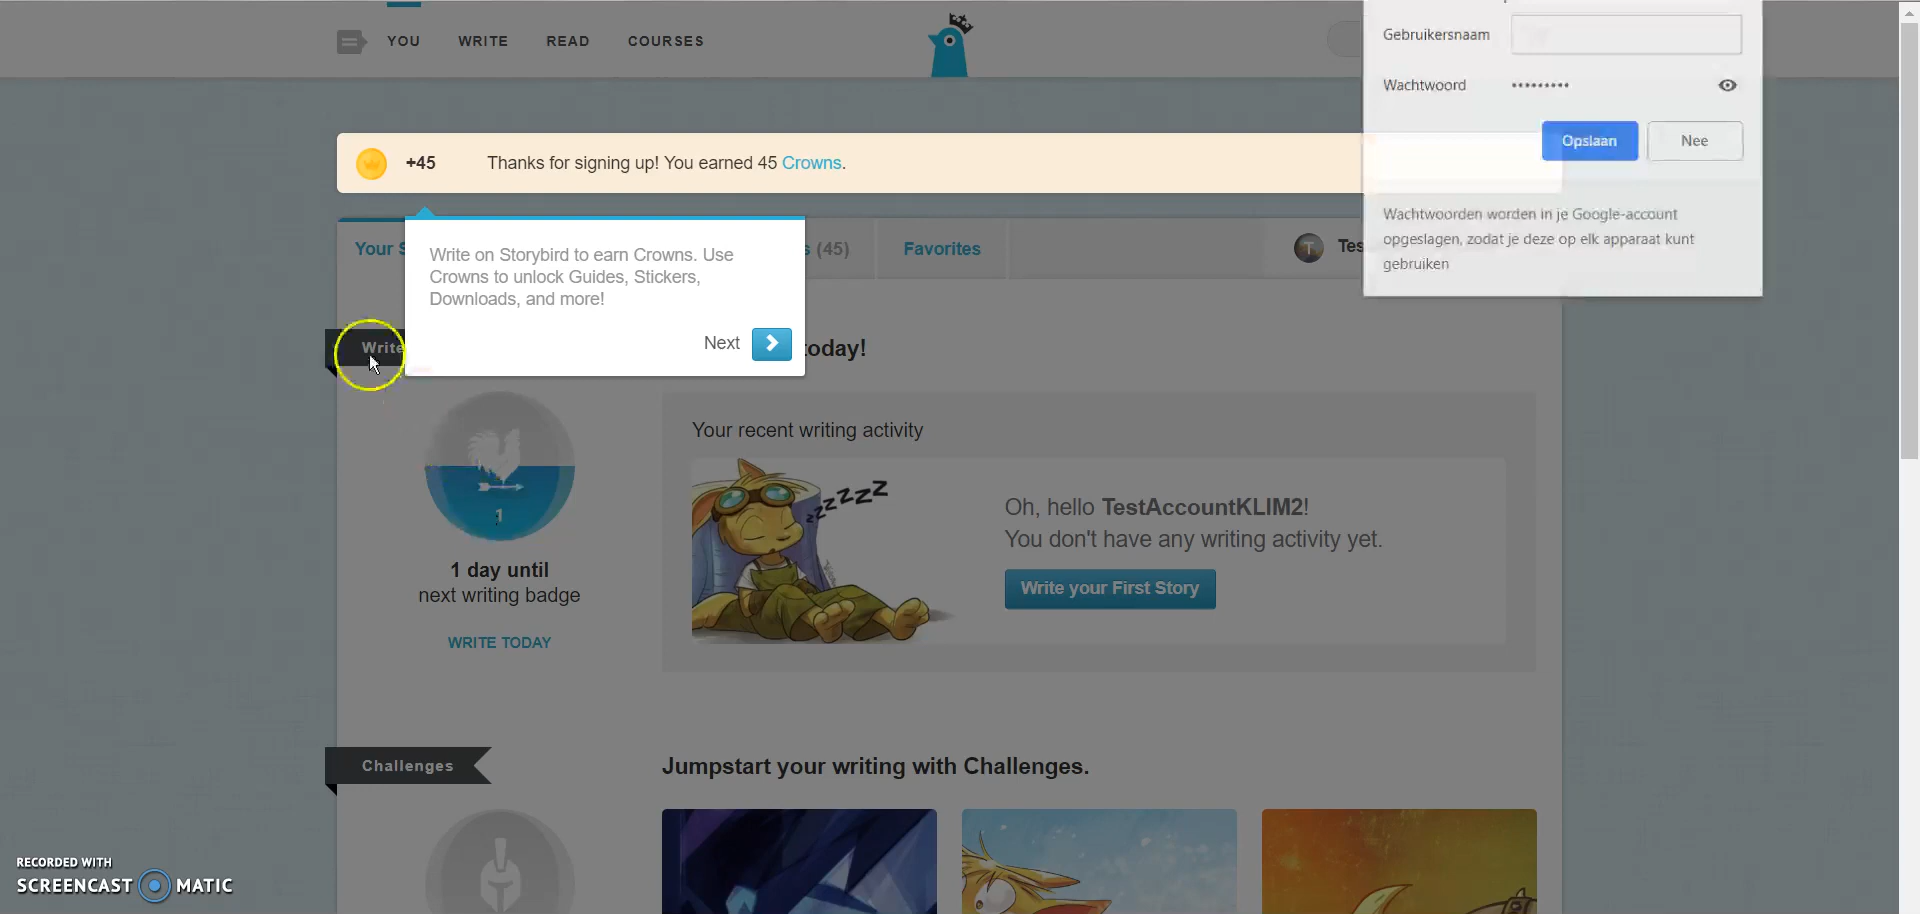 YOU WRITE READ COURSES
Gebruikersnaam
Wachtwoord •••••••••
Opslaan Nee
Wachtwoorden worden in je Google-account
opgeslagen, zodat je deze op elk apparaat kunt
gebruiken
+45 Thanks for signing up! You earned 45 Crowns.
Your S
s (45) Favorites T Tes
Write on Storybird to earn Crowns. Use
Crowns to unlock Guides, Stickers,
Downloads, and more!
Next
Write
today!
Your recent writing activity
zzzzzz
Oh, hello TestAccountKLIM2!
You don't have any writing activity yet.
Write your First Story
1
1 day until
next writing badge
WRITE TODAY
Challenges
Jumpstart your writing with Challenges.
RECORDED WITH
SCREENCAST MATIC